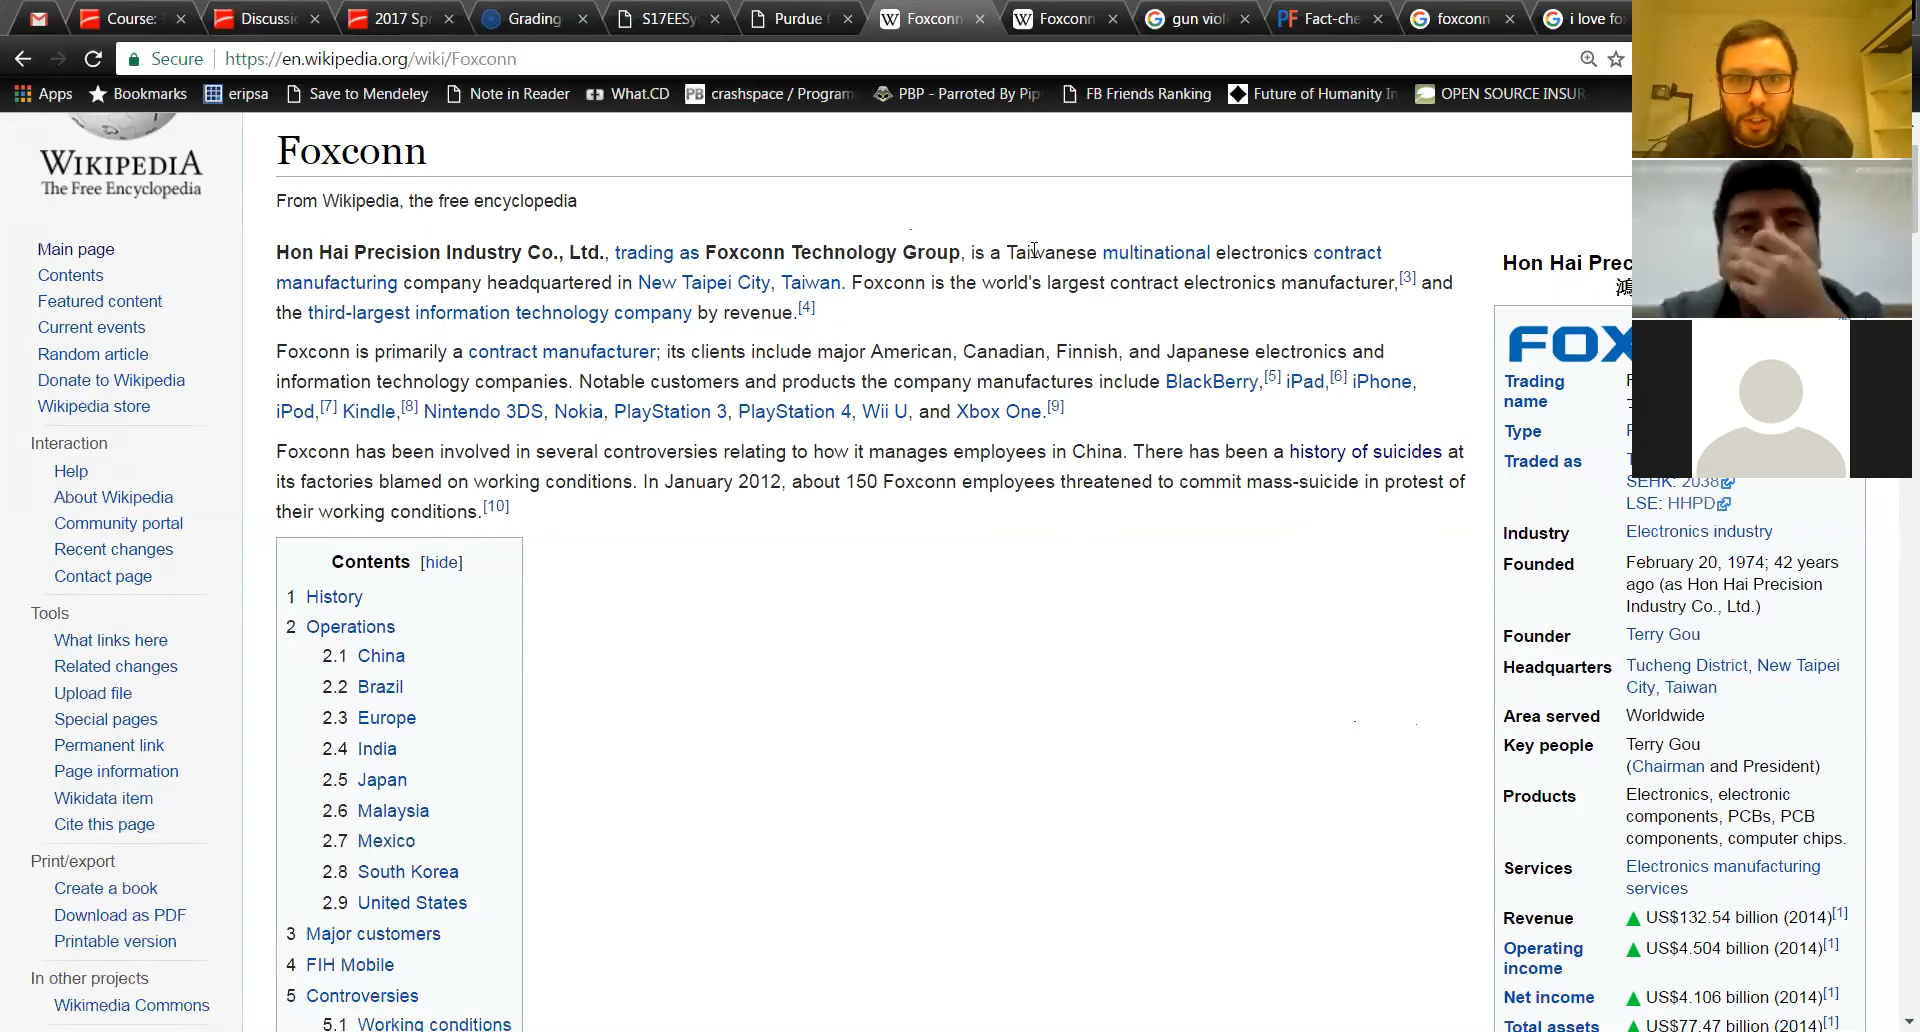 Course:
Discussi
2017 Sp
Grading
S17EESy
Purdue
Foxconn
Foxconn
gun viol
Fact-che
foxconn
i love fo
Secure
https://en.wikipedia.org/wiki/Foxconn
Apps
Bookmarks
eripsa
Save to Mendeley
Note in Reader
What.CD
PB crashspace / Program
PBP - Parroted By Pip
FB Friends Ranking
Future of Humanity In
OPEN SOURCE INSUR
WIKIPEDIA
The Free Encyclopedia
Main page
Contents
Featured content
Current events
Random article
Donate to Wikipedia
Wikipedia store
Interaction
Help
About Wikipedia
Community portal
Recent changes
Contact page
Tools
What links here
Related changes
Upload file
Special pages
Permanent link
Page information
Wikidata item
Cite this page
Print/export
Create a book
Download as PDF
Printable version
In other projects
Wikimedia Commons
Foxconn
From Wikipedia, the free encyclopedia
Hon Hai Precision Industry Co., Ltd., trading as Foxconn Technology Group, is a Taiwanese multinational electronics contract
manufacturing company headquartered in New Taipei City, Taiwan. Foxconn is the world's largest contract electronics manufacturer,[3] and
the third-largest information technology company by revenue.[4]
Foxconn is primarily a contract manufacturer; its clients include major American, Canadian, Finnish, and Japanese electronics and
information technology companies. Notable customers and products the company manufactures include BlackBerry,[5] iPad,[6] iPhone,
iPod,[7] Kindle,[8] Nintendo 3DS, Nokia, PlayStation 3, PlayStation 4, Wii U, and Xbox One.[9]
Foxconn has been involved in several controversies relating to how it manages employees in China. There has been a history of suicides at
its factories blamed on working conditions. In January 2012, about 150 Foxconn employees threatened to commit mass-suicide in protest of
their working conditions.[10]
Contents [hide]
1 History
2 Operations
2.1 China
2.2 Brazil
2.3 Europe
2.4 India
2.5 Japan
2.6 Malaysia
2.7 Mexico
2.8 South Korea
2.9 United States
3 Major customers
4 FIH Mobile
5 Controversies
5.1 Working conditions
Hon Hai Prec
鴻
FOX
Trading
name
Type
Traded as
SEHK: 2038
LSE: HHPD
Industry Electronics industry
Founded February 20, 1974; 42 years
ago (as Hon Hai Precision
Industry Co., Ltd.)
Founder Terry Gou
Headquarters Tucheng District, New Taipei
City, Taiwan
Area served Worldwide
Key people Terry Gou
(Chairman and President)
Products Electronics, electronic
components, PCBs, PCB
components, computer chips.
Services Electronics manufacturing
services
Revenue US$132.54 billion (2014)[1]
Operating US$4.504 billion (2014)[1]
income
Net income US$4.106 billion (2014)[1]
Total assets US$77.47 billion (2014)[1]